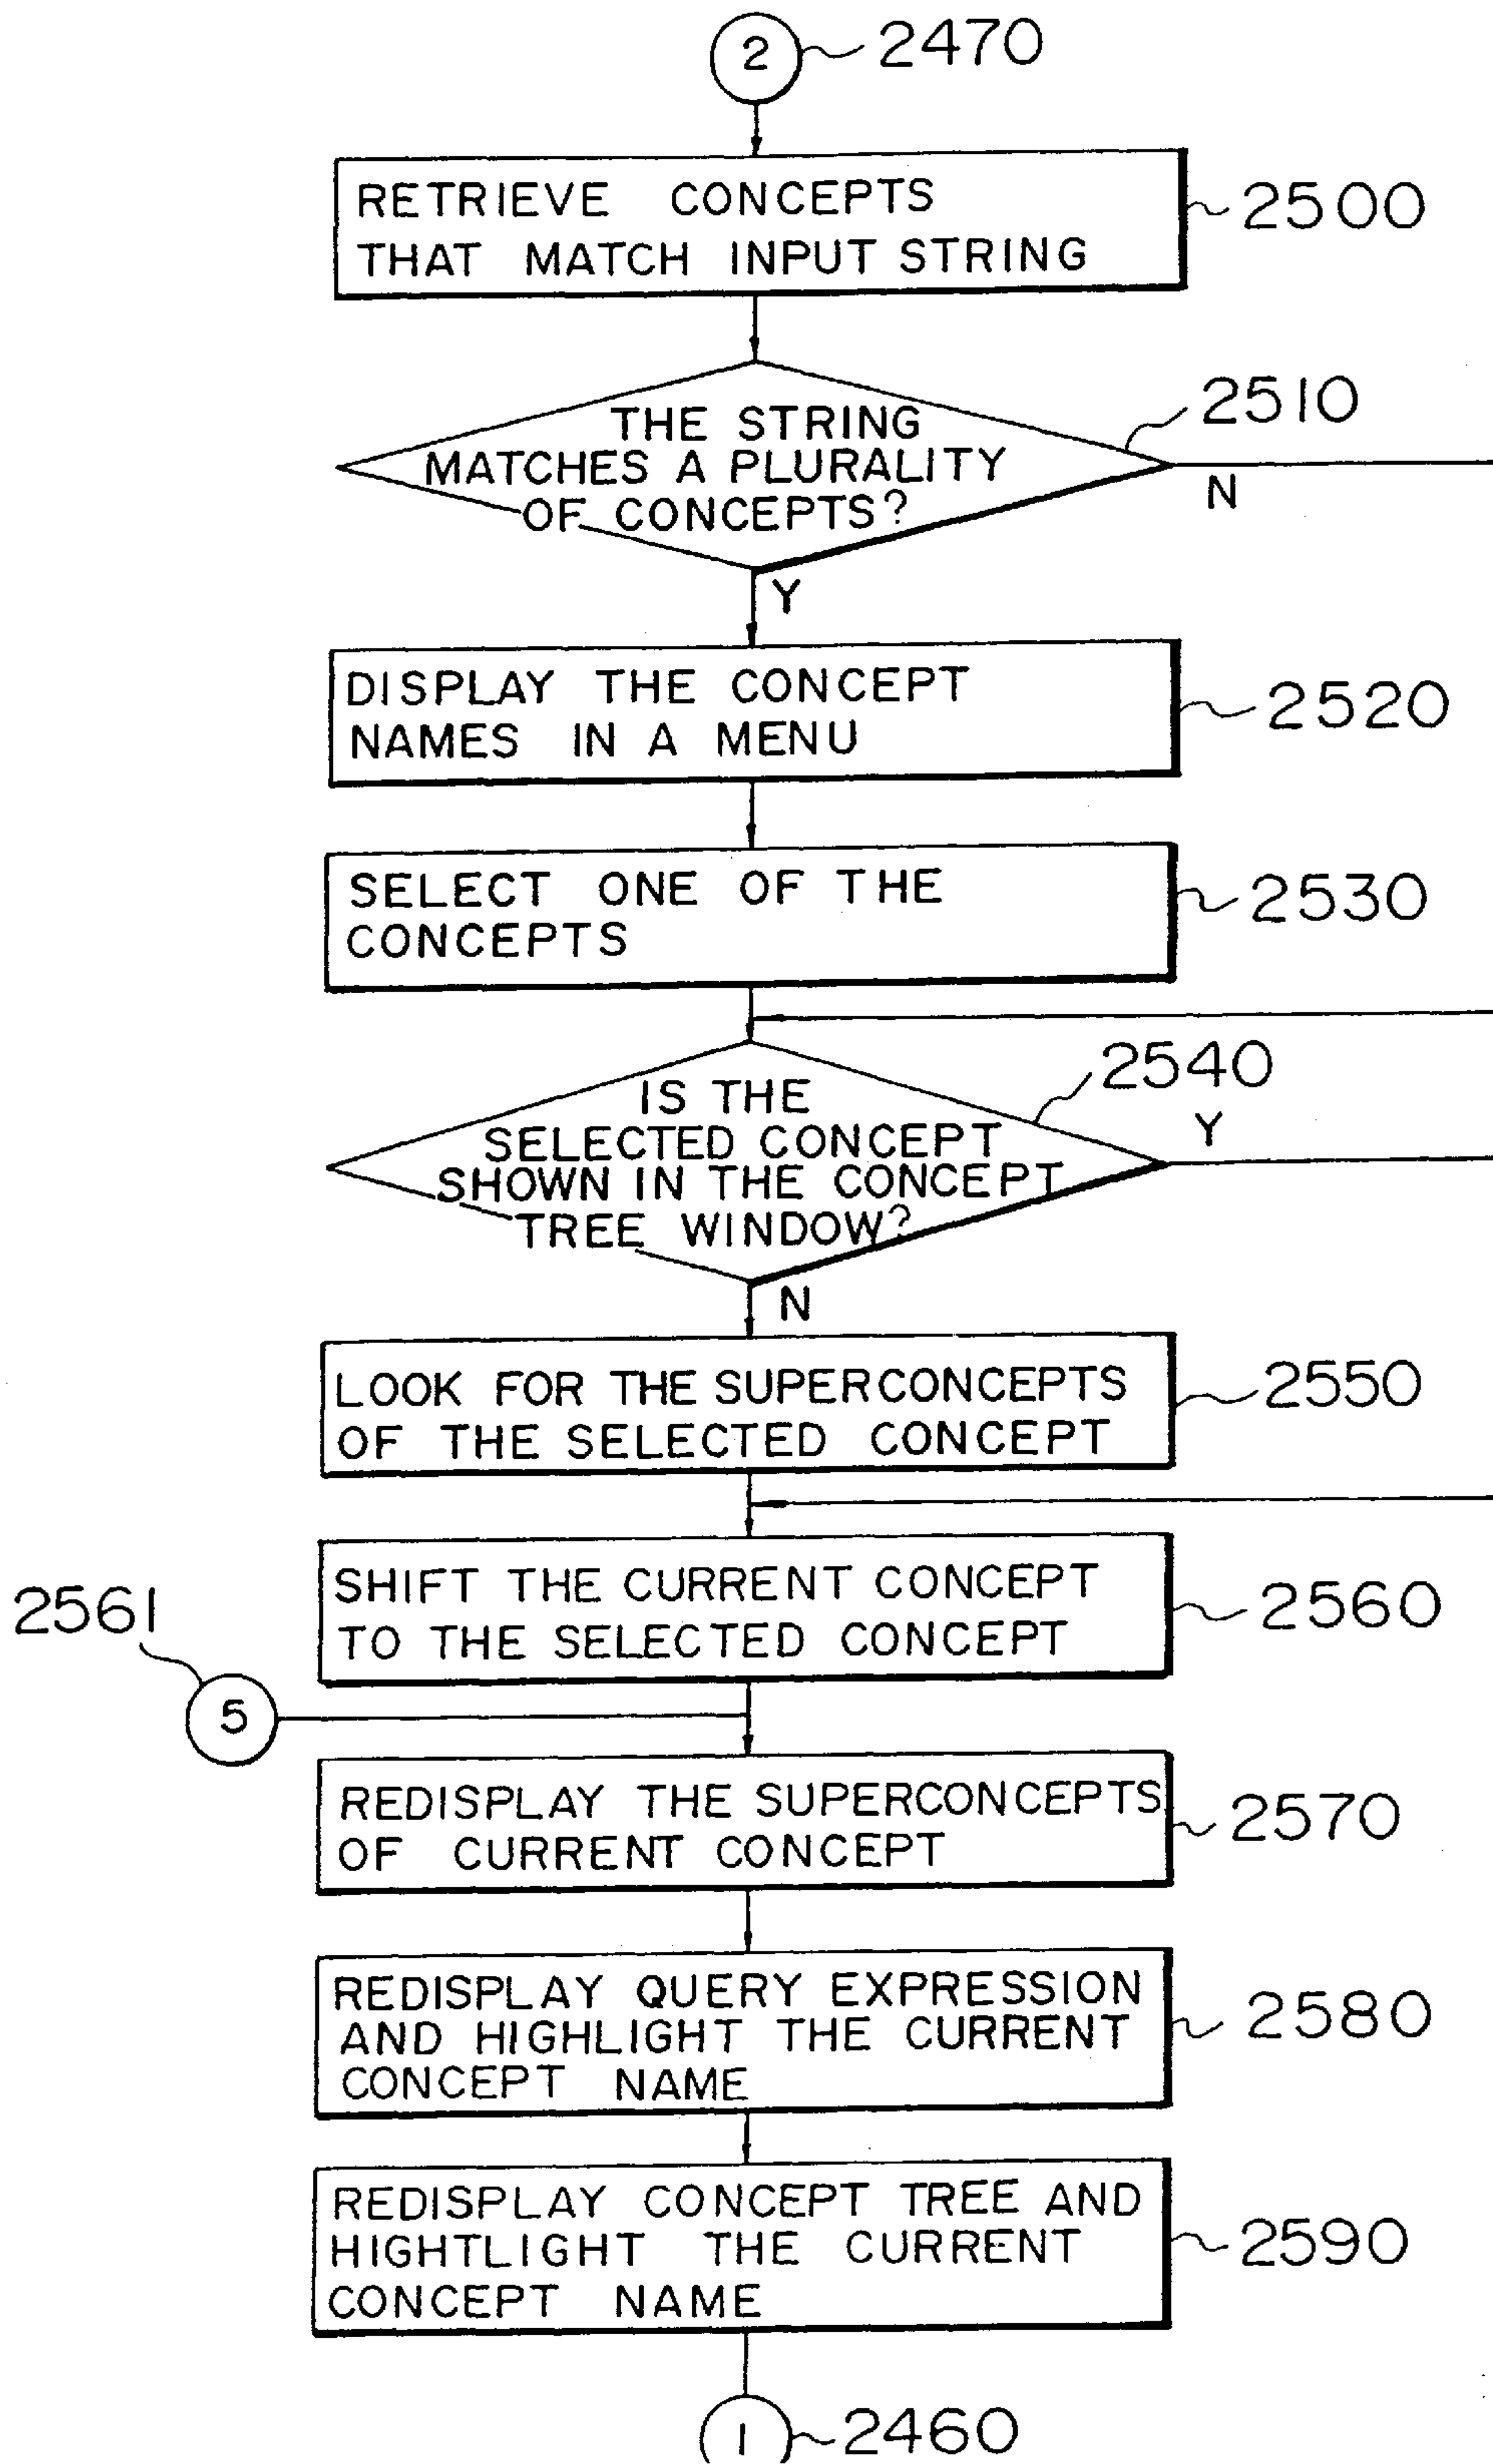 2 2470
RETRIEVE CONCEPTS 2500
THAT MATCH INPUT STRING
2510
THE STRING
MATCHES A PLURALITY
OF CONCEPTS?
N
Y
DISPLAY THE CONCEPT 2520
NAMES IN A MENU
SELECT ONE OF THE 2530
CONCEPTS
2540
IS THE
SELECTED CONCEPT
SHOWN IN THE CONCEPT
TREE WINDOW?
Y
N
LOOK FOR THE SUPERCONCEPTS 2550
OF THE SELECTED CONCEPT
SHIFT THE CURRENT CONCEPT 2560
TO THE SELECTED CONCEPT
2561
5
REDISPLAY THE SUPERCONCEPTS 2570
OF CURRENT CONCEPT
REDISPLAY QUERY EXPRESSION 2580
AND HIGHLIGHT THE CURRENT
CONCEPT NAME
REDISPLAY CONCEPT TREE AND 2590
HIGHTLIGHT THE CURRENT
CONCEPT NAME
1 2460